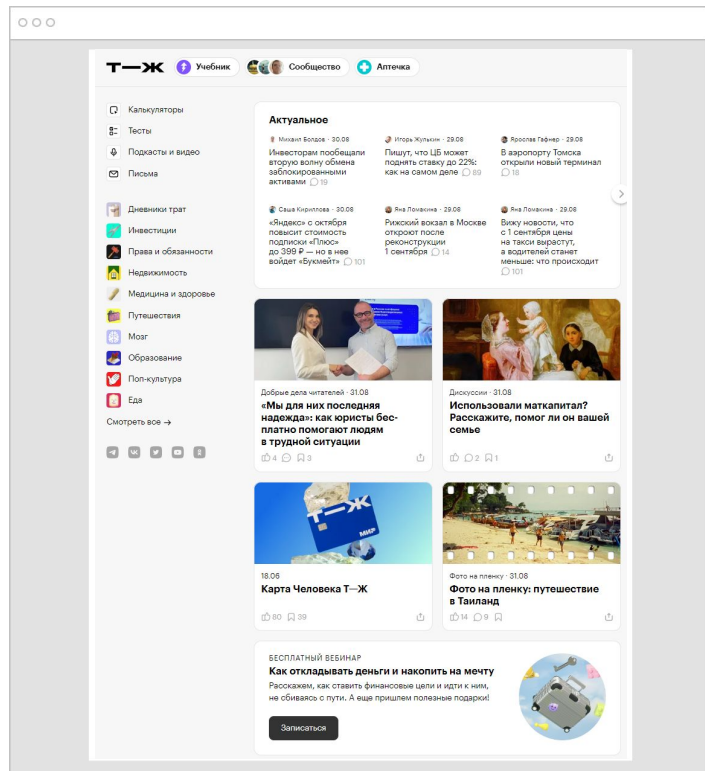 Т—Ж
Учебник
Сообщество
Аптечка
Калькуляторы
Тесты
Подкасты и видео
Письма
Дневники трат
Инвестиции
Права и обязанности
Недвижимость
Медицина и здоровье
Путешествия
Мозг
Образование
Поп-культура
Еда
Смотреть все →
Актуальное
Михаил Болдов · 30.08
Инвесторам пообещали
вторую волну обмена
заблокированными
активами 19
Игорь Жулькин · 29.08
Пишут, что ЦБ может
поднять ставку до 22%:
как на самом деле 89
Ярослав Гафнер · 29.08
В аэропорту Томска
открыли новый терминал
18
Саша Кириллова · 30.08
«Яндекс» с октября
повысит стоимость
подписки «Плюс»
до 399 ₽ — но в нее
войдет «Букмейт» 101
Яна Ломакина · 29.08
Рижский вокзал в Москве
откроют после
реконструкции
1 сентября 14
Яна Ломакина · 29.08
Вижу новости, что
с 1 сентября цены
на такси вырастут,
а водителей станет
меньше: что происходит
101
Добрые дела читателей · 31.08
«Мы для них последняя
надежда»: как юристы бес-
платно помогают людям
в трудной ситуации
4 3
Дискуссии · 31.08
Использовали маткапитал?
Расскажите, помог ли он вашей
семье
2 1
Т—Ж
МИР
18.06
Карта Человека Т—Ж
80 39
Фото на пленку · 31.08
Фото на пленку: путешествие
в Таиланд
14 9
БЕСПЛАТНЫЙ ВЕБИНАР
Как откладывать деньги и накопить на мечту
Расскажем, как ставить финансовые цели и идти к ним,
не сбиваясь с пути. А еще пришлем полезные подарки!
Записаться